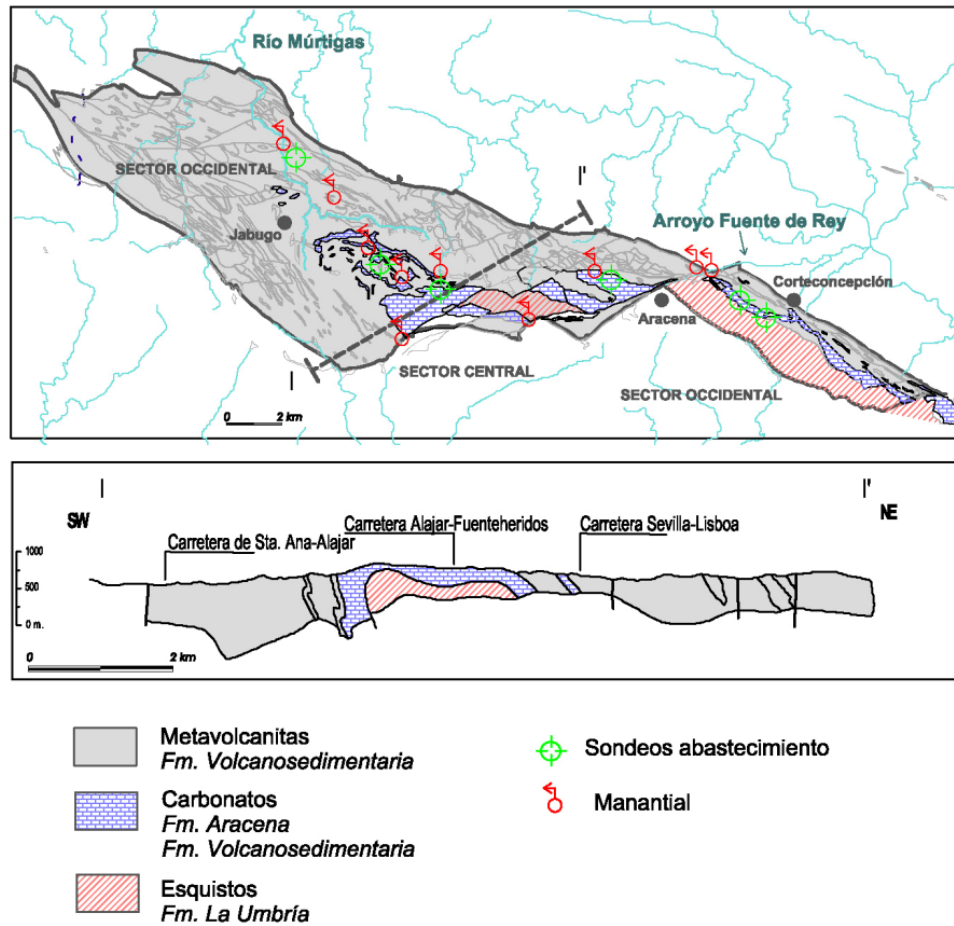 Río Múrtigas
SECTOR OCCIDENTAL
I'
Jabugo
Arroyo Fuente de Rey
Corteconcepción
Aracena
I
SECTOR CENTRAL
SECTOR OCCIDENTAL
0 2 km
I I'
SW NE
Carretera de Sta. Ana-Alajar
Carretera Alajar-Fuenteheridos
Carretera Sevilla-Lisboa
1000
500
0 m.
0 2 km
Metavolcanitas
Fm. Volcanosedimentaria
Carbonatos
Fm. Aracena
Fm. Volcanosedimentaria
Esquistos
Fm. La Umbría
Sondeos abastecimiento
Manantial